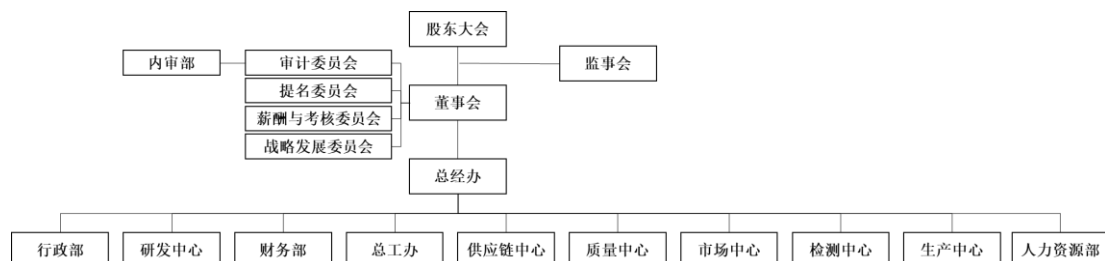 股东大会
内审部
审计委员会
监事会
提名委员会
董事会
薪酬与考核委员会
战略发展委员会
总经办
行政部
研发中心
财务部
总工办
供应链中心
质量中心
市场中心
检测中心
生产中心
人力资源部